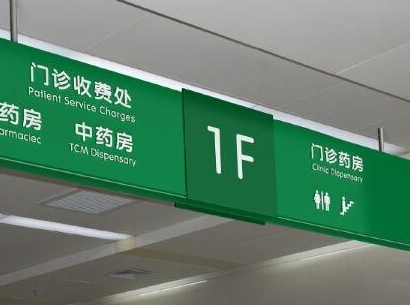 门诊收费处
Patient Service Charges
药房
中药房
TCM Dispensary
1F
门诊药房
Clinic Dispensary